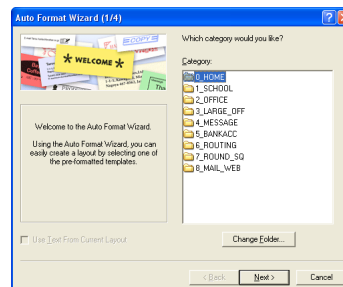 Auto Format Wizard (1/4)
COPY
WELCOME
Which category would you like?
Category:
0_HOME
1_SCHOOL
2_OFFICE
3_LARGE_OFF
4_MESSAGE
5_BANKACC
6_ROUTING
7_ROUND_SQ
8_MAIL_WEB
Welcome to the Auto Format Wizard.
Using the Auto Format Wizard, you can
easily create a layout by selecting one of
the pre-formatted templates.
Use Text From Current Layout
Change Folder...
< Back
Next >
Cancel